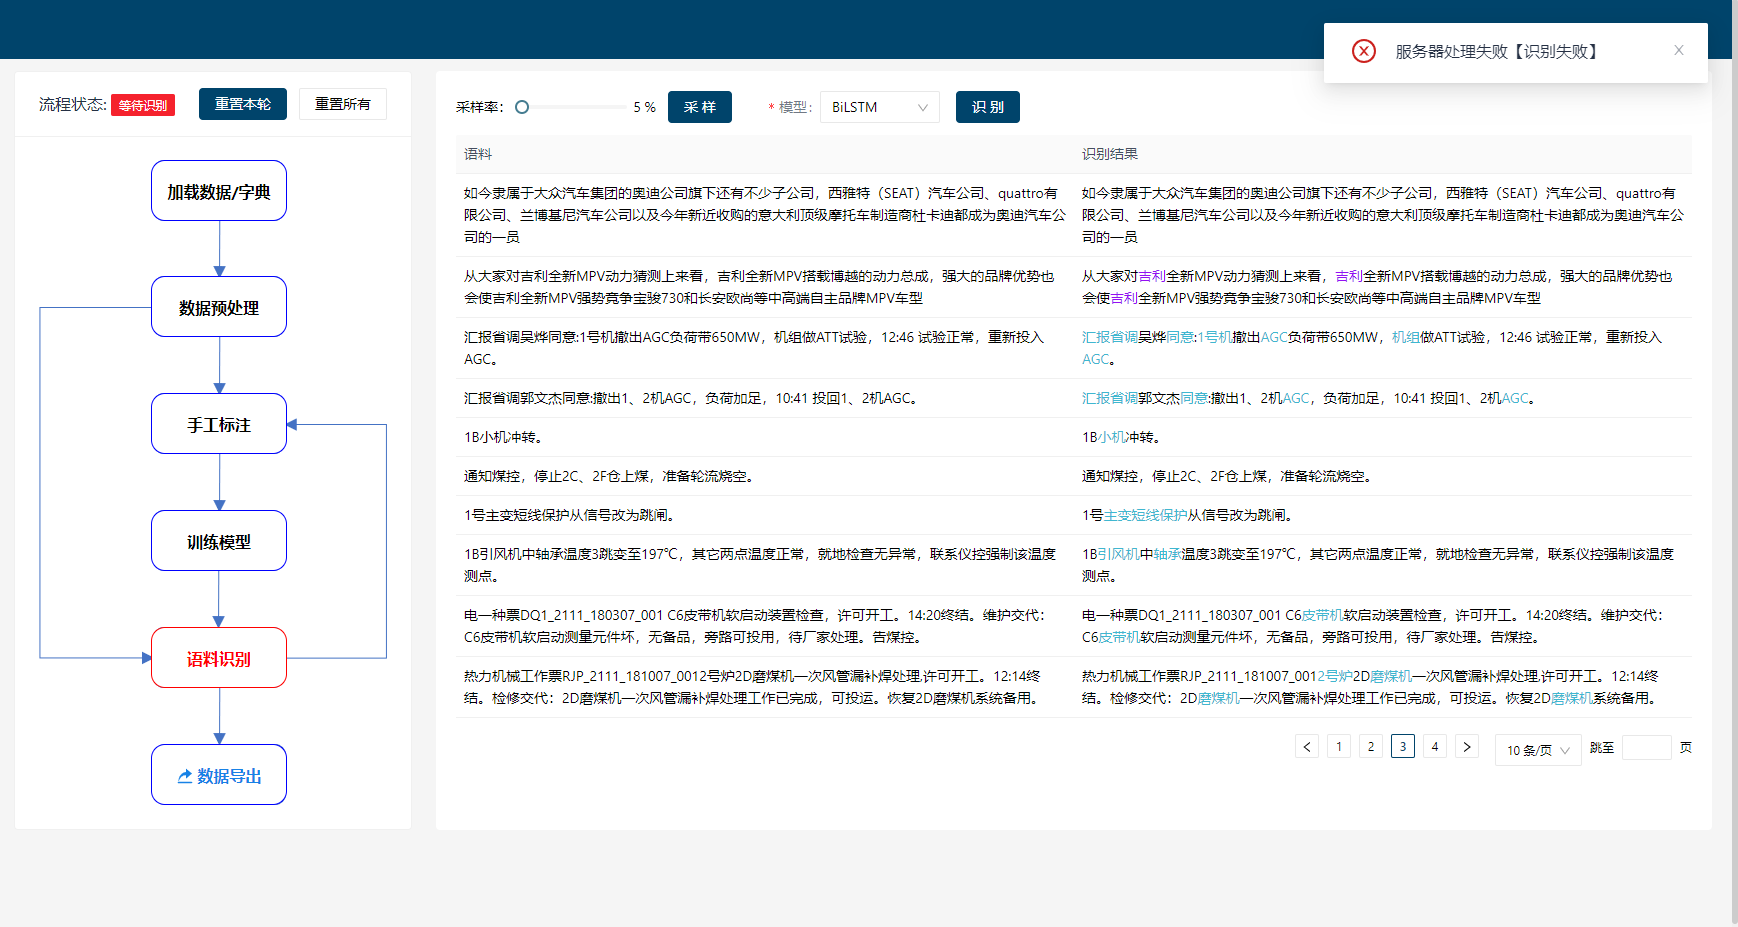 服务器处理失败【识别失败】
流程状态: 等待识别 重置本轮 重置所有
加载数据/字典
数据预处理
手工标注
训练模型
语料识别
数据导出
采样率： 5 % 采 样 * 模型： BiLSTM 识 别
语料 识别结果
如今隶属于大众汽车集团的奥迪公司旗下还有不少子公司，西雅特（SEAT）汽车公司、quattro有
限公司、兰博基尼汽车公司以及今年新近收购的意大利顶级摩托车制造商杜卡迪都成为奥迪汽车公
司的一员
如今隶属于大众汽车集团的奥迪公司旗下还有不少子公司，西雅特（SEAT）汽车公司、quattro有
限公司、兰博基尼汽车公司以及今年新近收购的意大利顶级摩托车制造商杜卡迪都成为奥迪汽车公
司的一员
从大家对吉利全新MPV动力猜测上来看，吉利全新MPV搭载博越的动力总成，强大的品牌优势也
会使吉利全新MPV强势竞争宝骏730和长安欧尚等中高端自主品牌MPV车型
从大家对吉利全新MPV动力猜测上来看，吉利全新MPV搭载博越的动力总成，强大的品牌优势也
会使吉利全新MPV强势竞争宝骏730和长安欧尚等中高端自主品牌MPV车型
汇报省调吴烨同意:1号机撤出AGC负荷带650MW，机组做ATT试验，12:46 试验正常，重新投入
AGC。
汇报省调吴烨同意:1号机撤出AGC负荷带650MW，机组做ATT试验，12:46 试验正常，重新投入
AGC。
汇报省调郭文杰同意:撤出1、2机AGC，负荷加足，10:41 投回1、2机AGC。
汇报省调郭文杰同意:撤出1、2机AGC，负荷加足，10:41 投回1、2机AGC。
1B小机冲转。
1B小机冲转。
通知煤控，停止2C、2F仓上煤，准备轮流烧空。
通知煤控，停止2C、2F仓上煤，准备轮流烧空。
1号主变短线保护从信号改为跳闸。
1号主变短线保护从信号改为跳闸。
1B引风机中轴承温度3跳变至197℃，其它两点温度正常，就地检查无异常，联系仪控强制该温度
测点。
1B引风机中轴承温度3跳变至197℃，其它两点温度正常，就地检查无异常，联系仪控强制该温度
测点。
电一种票DQ1_2111_180307_001 C6皮带机软启动装置检查，许可开工。14:20终结。维护交代：
C6皮带机软启动测量元件坏，无备品，旁路可投用，待厂家处理。告煤控。
电一种票DQ1_2111_180307_001 C6皮带机软启动装置检查，许可开工。14:20终结。维护交代：
C6皮带机软启动测量元件坏，无备品，旁路可投用，待厂家处理。告煤控。
热力机械工作票RJP_2111_181007_0012号炉2D磨煤机一次风管漏补焊处理,许可开工。12:14终
结。检修交代：2D磨煤机一次风管漏补焊处理工作已完成，可投运。恢复2D磨煤机系统备用。
热力机械工作票RJP_2111_181007_0012号炉2D磨煤机一次风管漏补焊处理,许可开工。12:14终
结。检修交代：2D磨煤机一次风管漏补焊处理工作已完成，可投运。恢复2D磨煤机系统备用。
1 2 3 4 10 条/页 跳至 页